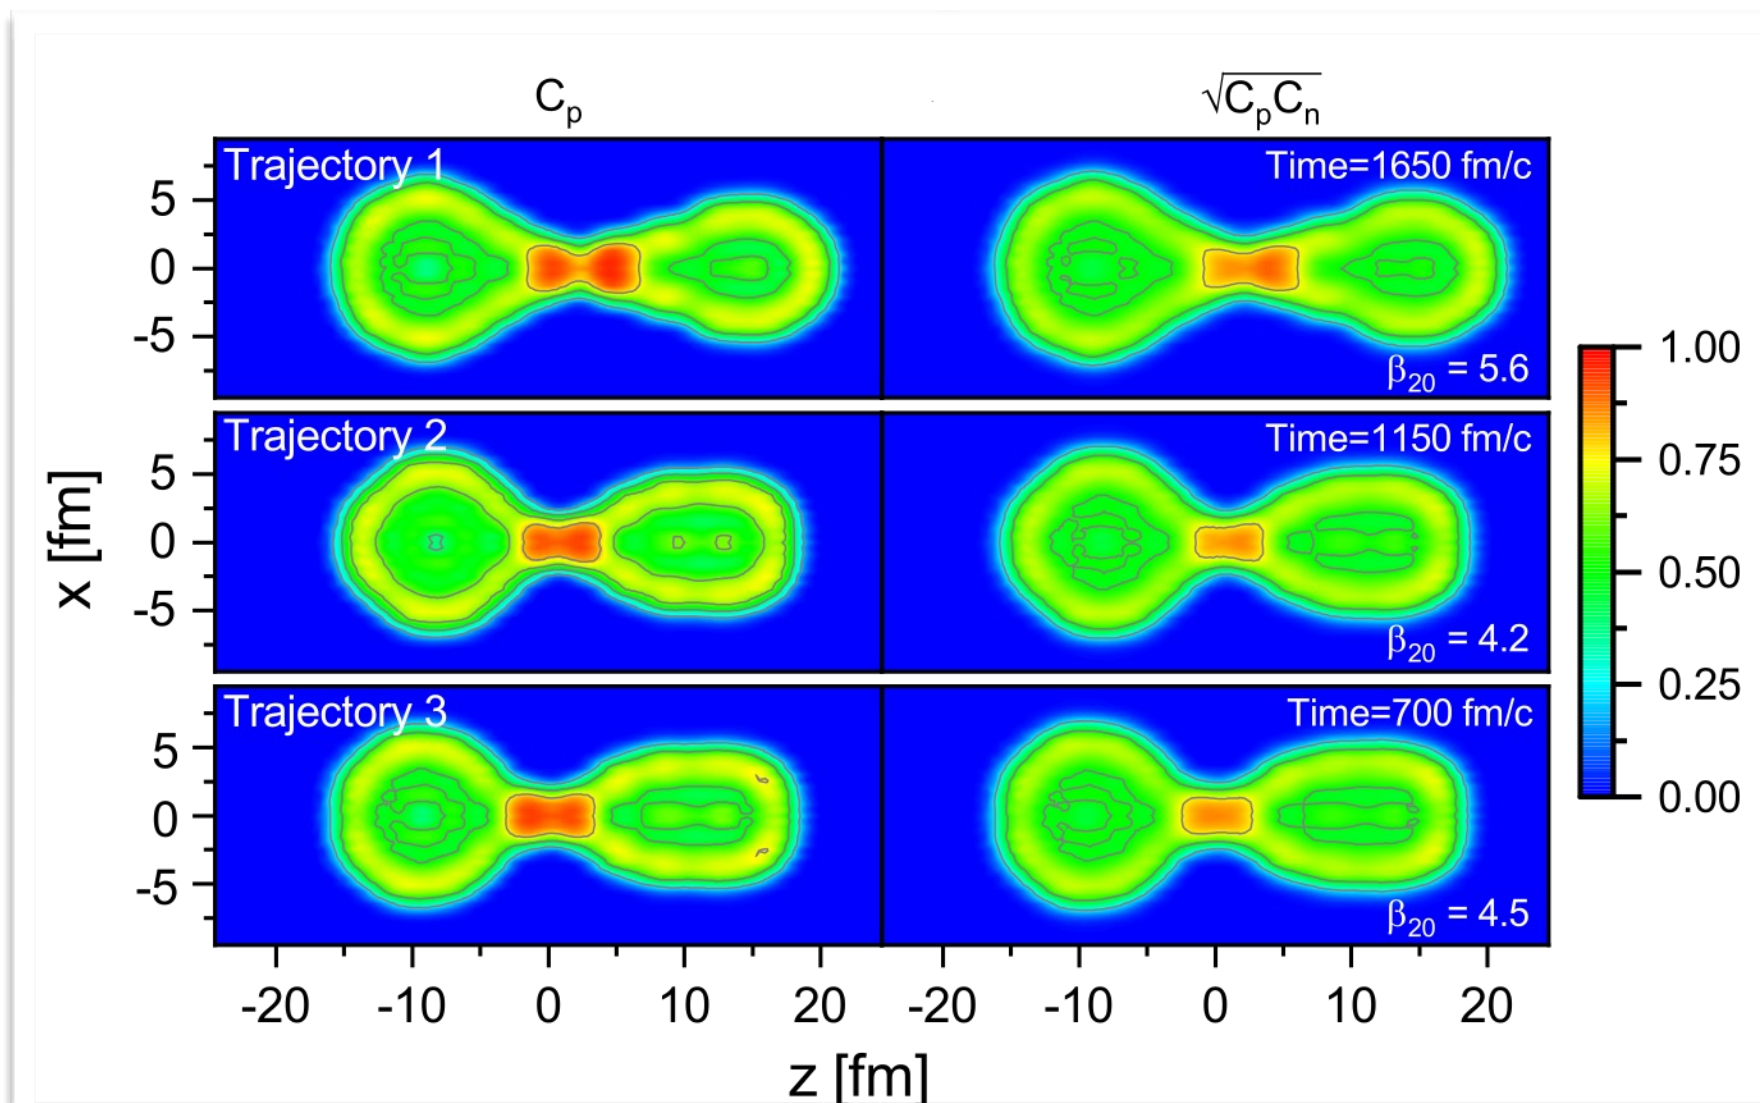 C_p
√C_pC_n
Trajectory 1
Time=1650 fm/c
β_20 = 5.6
5
0
-5
Trajectory 2
Time=1150 fm/c
β_20 = 4.2
5
0
-5
Trajectory 3
Time=700 fm/c
β_20 = 4.5
5
0
-5
x [fm]
-20 -10 0 10 20 -20 -10 0 10 20
z [fm]
1.00
0.75
0.50
0.25
0.00